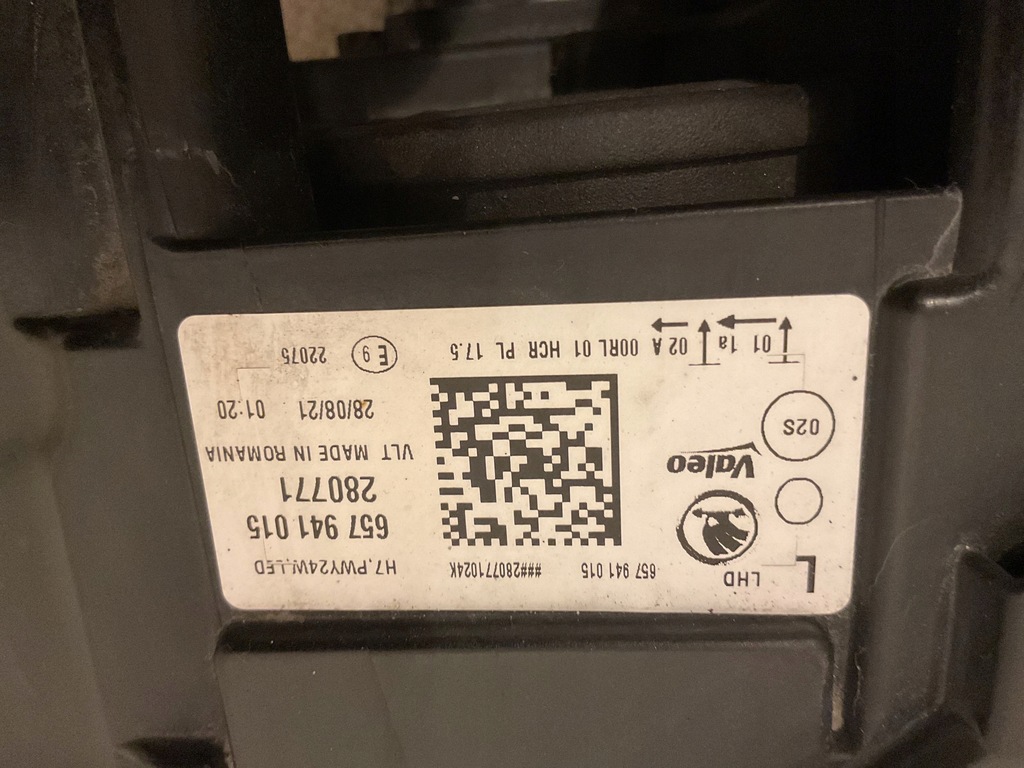 L LHD
657 941 015 ###280771024K
H7,PWY24W,LED
657 941 015
280771
Valeo
VLT MADE IN ROMANIA
02S
28/08/21 01:20
01 1a 02 A 00RL 01 HCR PL 17.5
E 9 22075